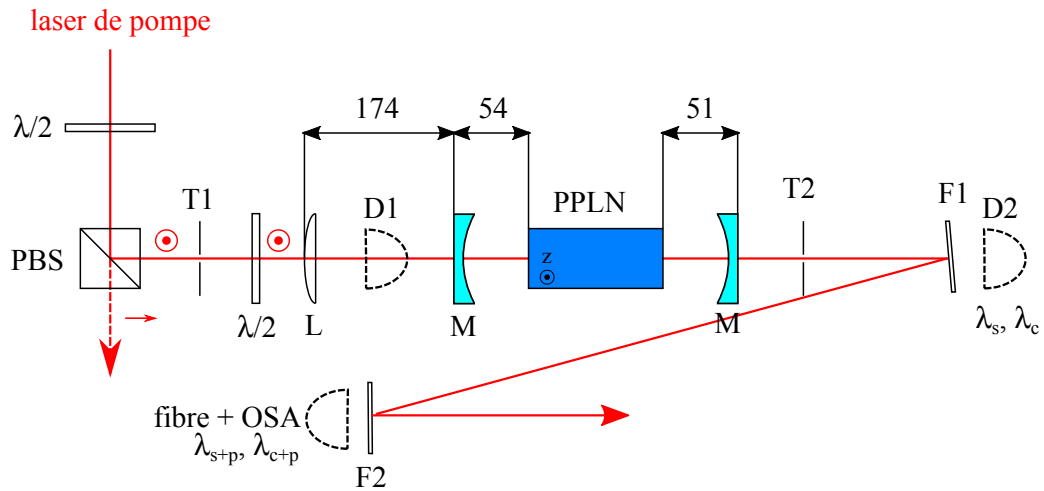 laser de pompe
λ/2
174
54
51
PPLN
T1
D1
T2
F1
D2
PBS
z
λ/2
L
M
M
λs, λc
fibre + OSA
λs+p, λc+p
F2